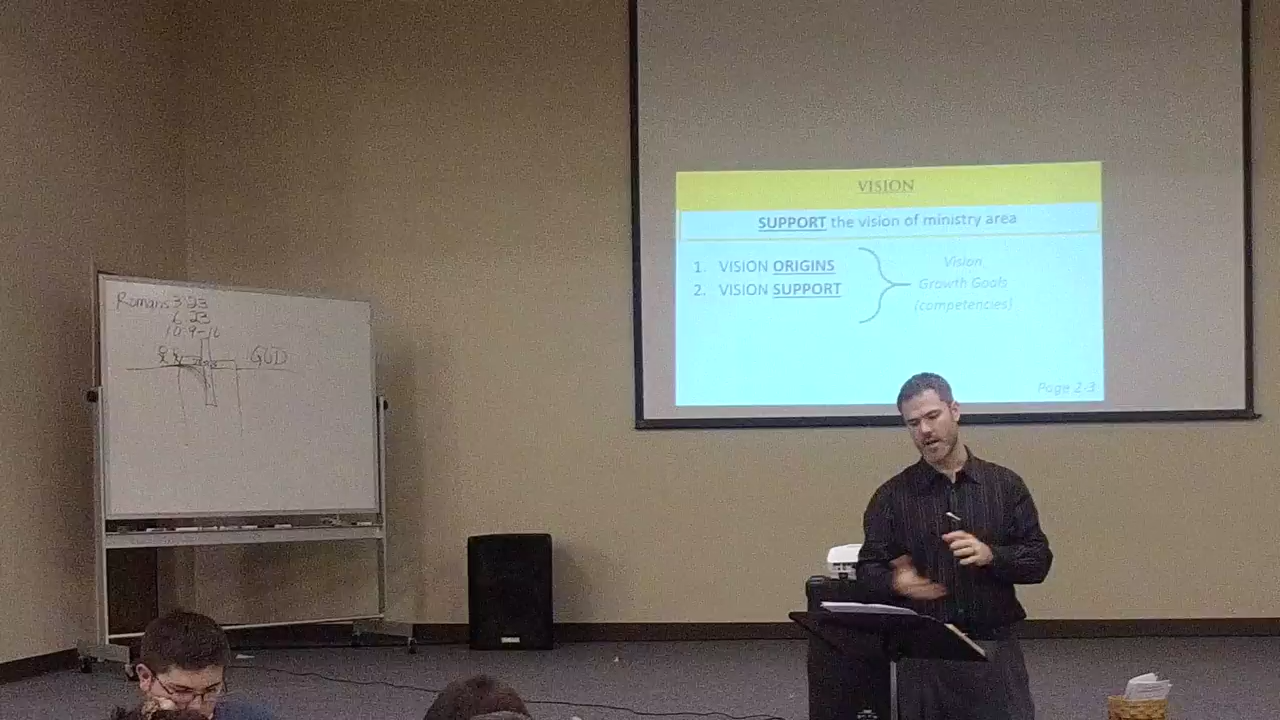 Romans 3:23
6:23
10:9-10
GOD
VISION
SUPPORT the vision of ministry area
1. VISION ORIGINS
2. VISION SUPPORT
Vision
Growth Goals
(competencies)
Page 2-3